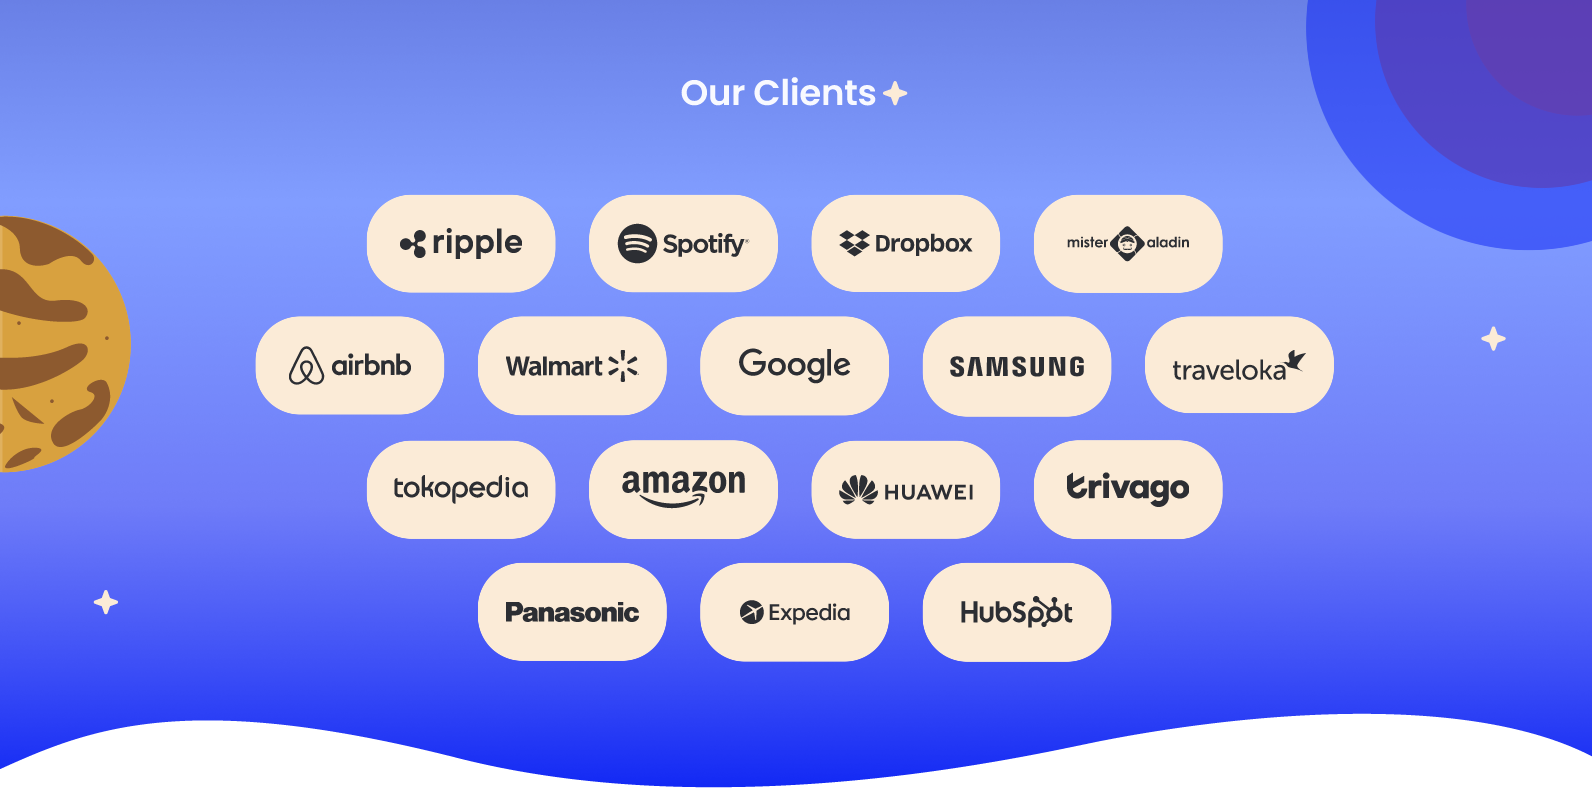 Our Clients
ripple
Spotify®
Dropbox
mister aladin
airbnb
Walmart
Google
SAMSUNG
traveloka
tokopedia
amazon
HUAWEI
trivago
Panasonic
Expedia
HubSpot